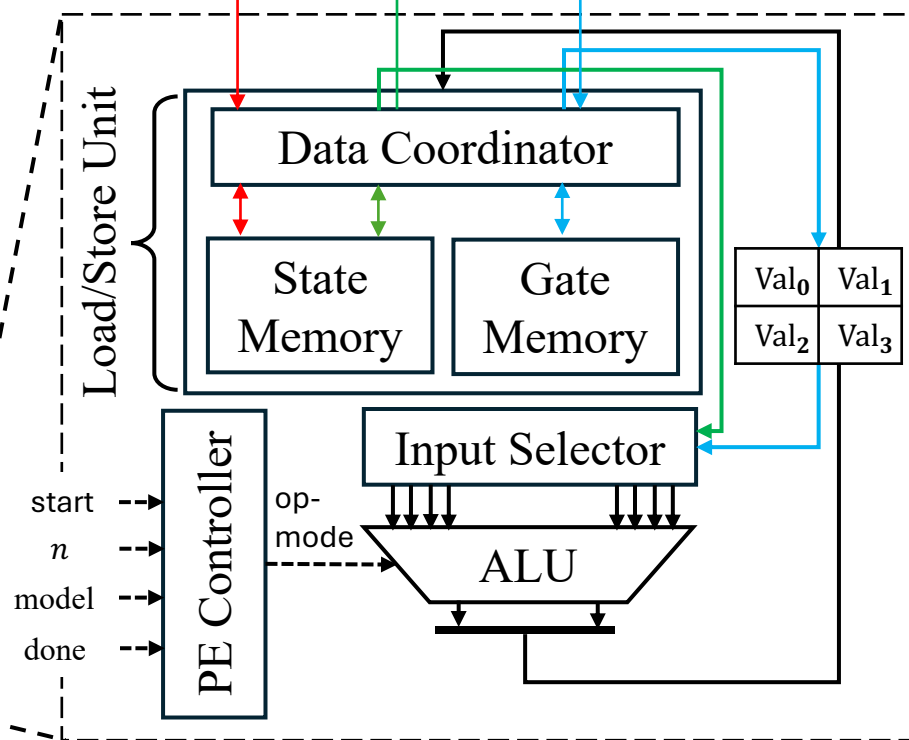 Load/Store Unit
Data Coordinator
State
Memory
Gate
Memory
Val₀
Val₁
Val₂
Val₃
Input Selector
PE Controller
start
n
model
done
op-
mode
ALU